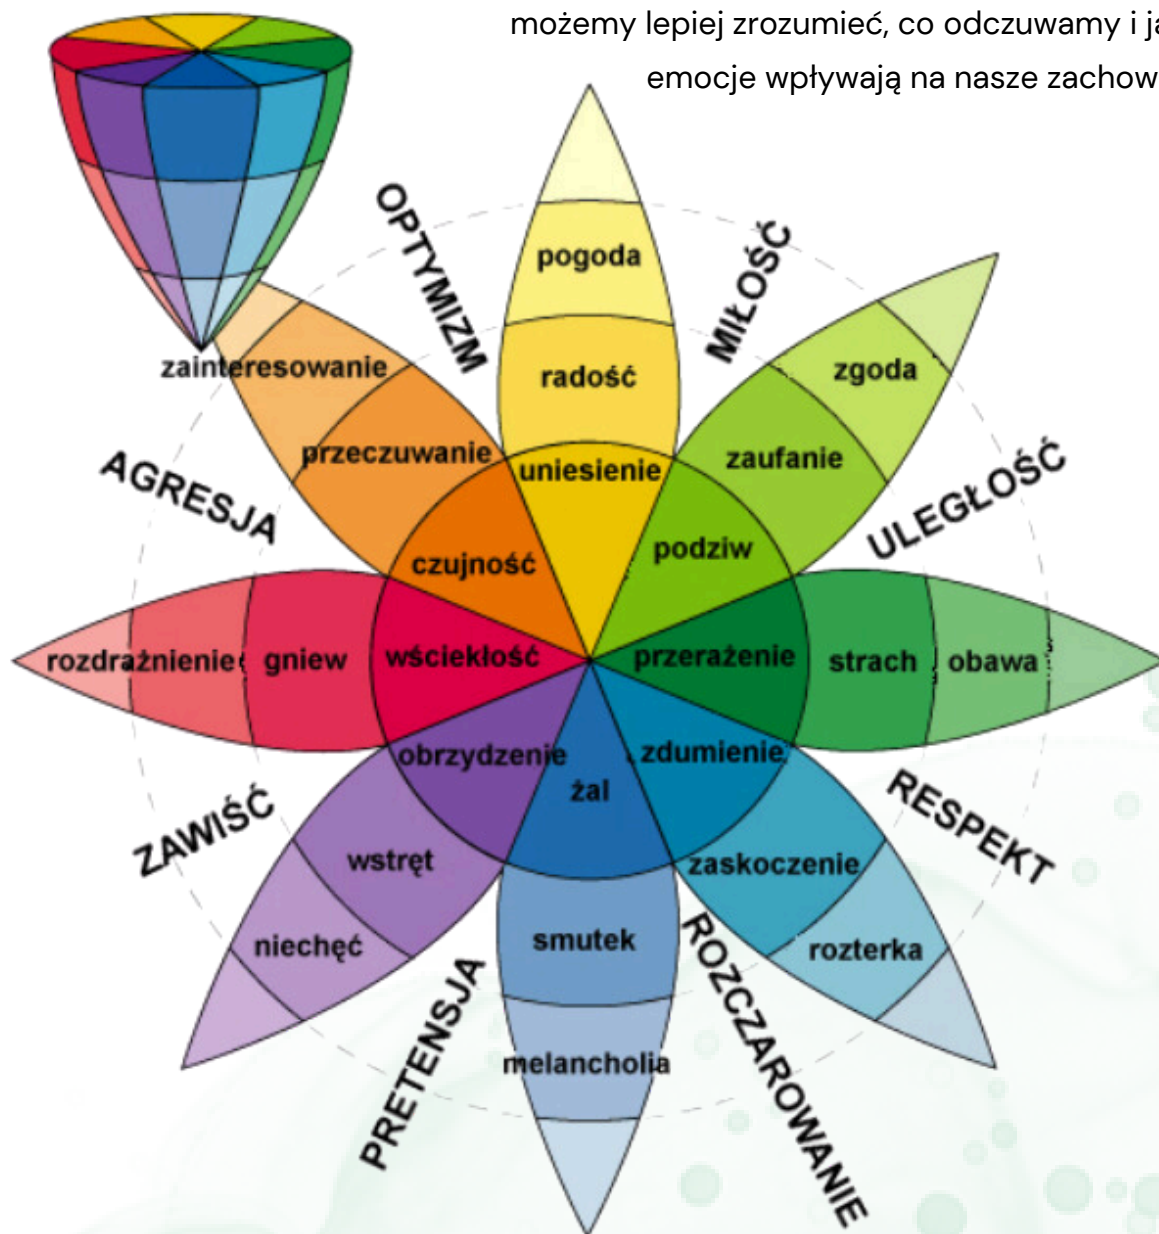 możemy lepiej zrozumieć, co odczuwamy i ja
emocje wpływają na nasze zachow
OPTYMIZM
MIŁOŚĆ
pogoda
zainteresowanie
radość
zgoda
przeczuwanie
uniesienie
zaufanie
AGRESJA
ULEGŁOŚĆ
czujność
podziw
rozdrażnienie
gniew
wściekłość
przerażenie
strach
obawa
obrzydzenie
żal
zdumienie
ZAWIŚĆ
RESPEKT
wstręt
zaskoczenie
niechęć
smutek
rozterka
PRETENSJA
melancholia
ROZCZAROWANIE